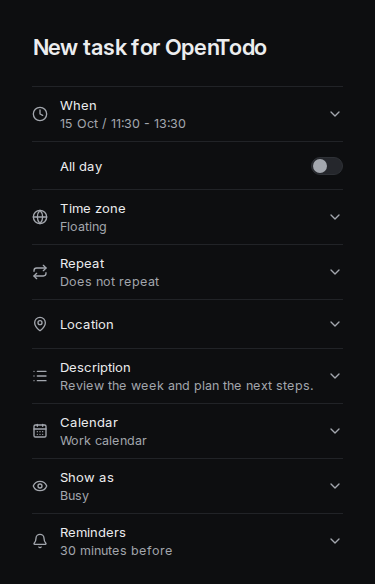 New task for OpenTodo
When
15 Oct / 11:30 - 13:30
All day
Time zone
Floating
Repeat
Does not repeat
Location
Description
Review the week and plan the next steps.
Calendar
Work calendar
Show as
Busy
Reminders
30 minutes before